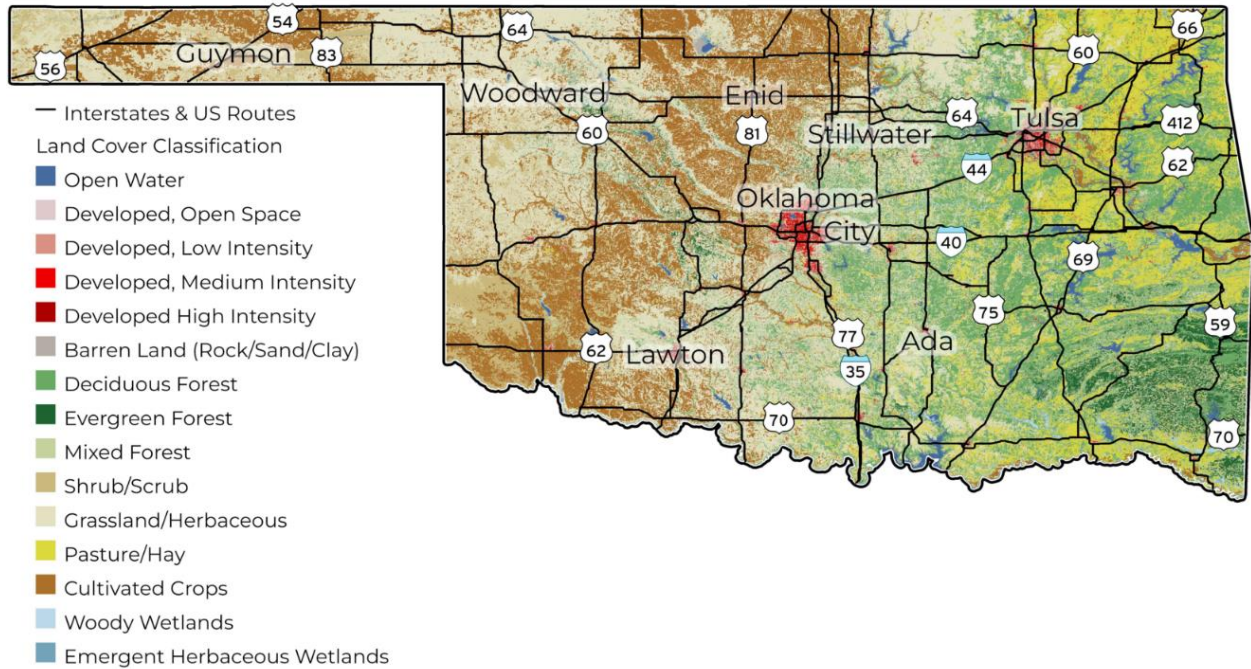 54
64
66
Guymon
83
60
56
Woodward
Enid
Tulsa
64
412
60
81
Stillwater
62
44
Oklahoma
City
40
69
75
59
77
Ada
62
Lawton
35
70
70
Interstates & US Routes
Land Cover Classification
Open Water
Developed, Open Space
Developed, Low Intensity
Developed, Medium Intensity
Developed High Intensity
Barren Land (Rock/Sand/Clay)
Deciduous Forest
Evergreen Forest
Mixed Forest
Shrub/Scrub
Grassland/Herbaceous
Pasture/Hay
Cultivated Crops
Woody Wetlands
Emergent Herbaceous Wetlands